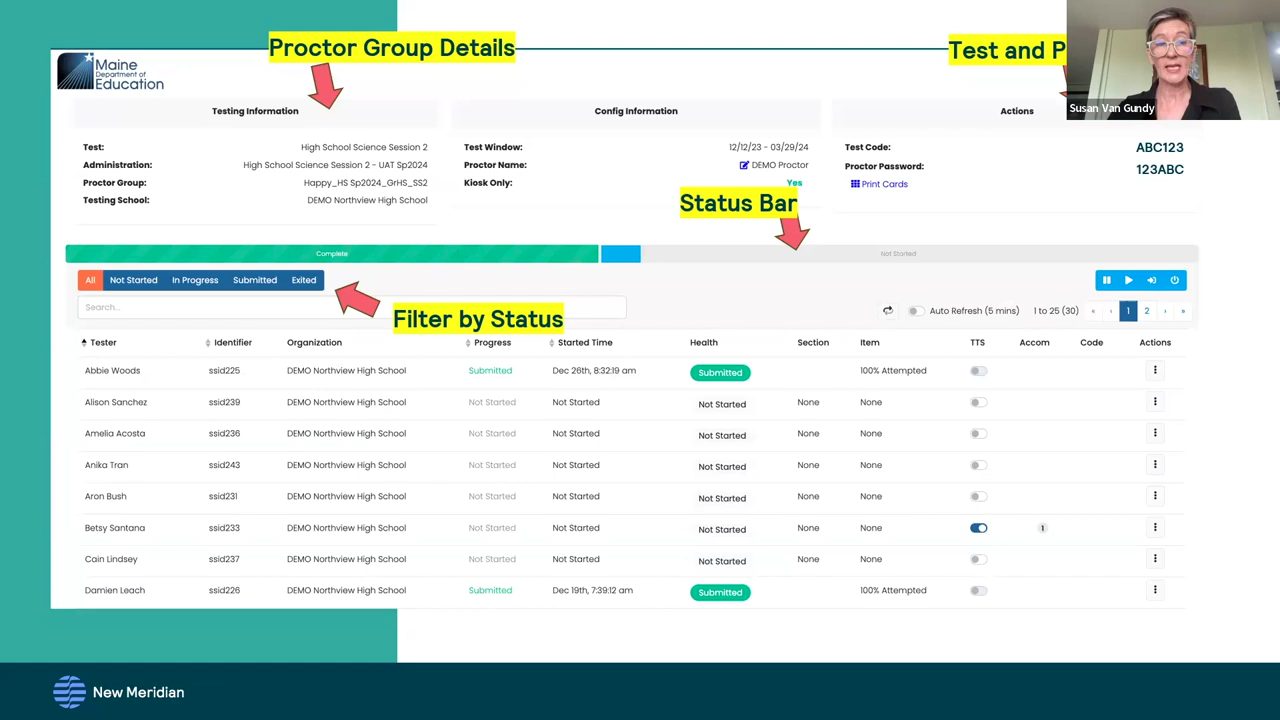 Proctor Group Details
Test and P
Susan Van Gundy
Maine
Department of
Education
Testing Information
Config Information
Actions
Test: High School Science Session 2
Administration: High School Science Session 2 - UAT Sp2024
Proctor Group: Happy_HS Sp2024_GrHS_SS2
Testing School: DEMO Northview High School
Test Window: 12/12/23 - 03/29/24
Proctor Name: DEMO Proctor
Kiosk Only: Yes
Test Code: ABC123
Proctor Password: 123ABC
Print Cards
Status Bar
Complete
Not Started
All Not Started In Progress Submitted Exited
Search...
Filter by Status
Auto Refresh (5 mins) 1 to 25 (30) « ‹ 1 2 › »
Tester Identifier Organization Progress Started Time Health Section Item TTS Accom Code Actions
Abbie Woods ssid225 DEMO Northview High School Submitted Dec 26th, 8:32:19 am Submitted 100% Attempted
Alison Sanchez ssid239 DEMO Northview High School Not Started Not Started Not Started None None
Amelia Acosta ssid236 DEMO Northview High School Not Started Not Started Not Started None None
Anika Tran ssid243 DEMO Northview High School Not Started Not Started Not Started None None
Aron Bush ssid231 DEMO Northview High School Not Started Not Started Not Started None None
Betsy Santana ssid233 DEMO Northview High School Not Started Not Started Not Started None None 1
Cain Lindsey ssid237 DEMO Northview High School Not Started Not Started Not Started None None
Damien Leach ssid226 DEMO Northview High School Submitted Dec 19th, 7:39:12 am Submitted 100% Attempted
New Meridian